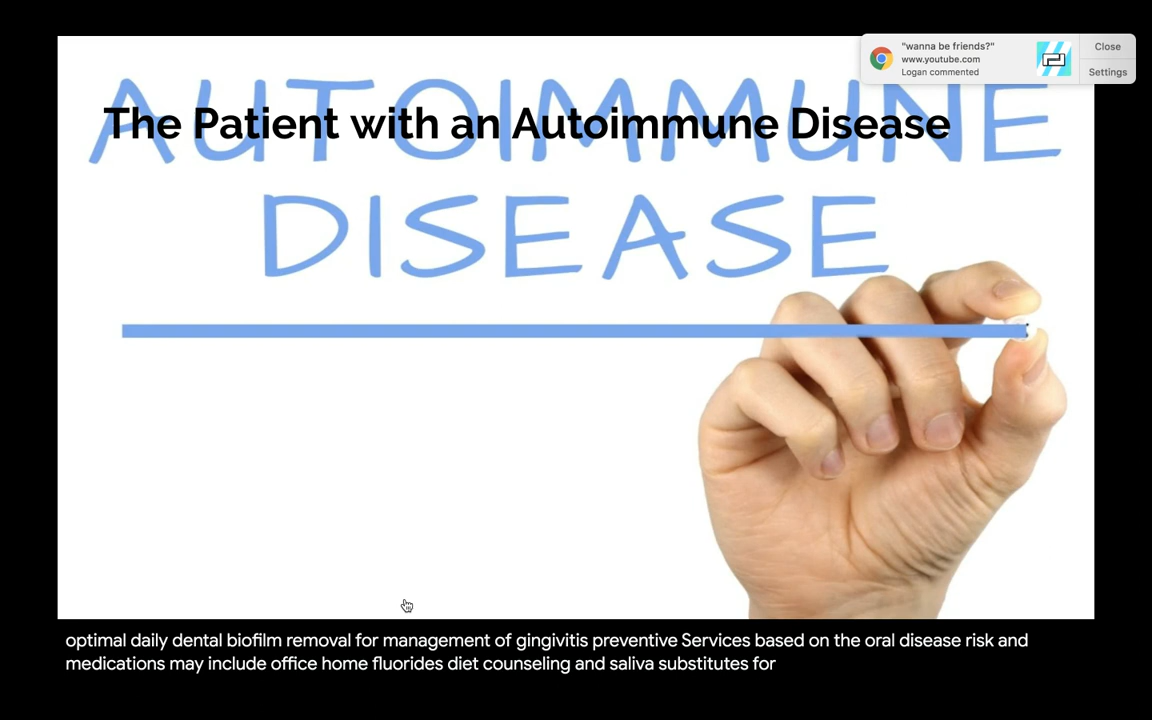 "wanna be friends?"
www.youtube.com
Logan commented
Close
Settings
AUTOIMMUNE
The Patient with an Autoimmune Disease
DISEASE
optimal daily dental biofilm removal for management of gingivitis preventive Services based on the oral disease risk and
medications may include office home fluorides diet counseling and saliva substitutes for